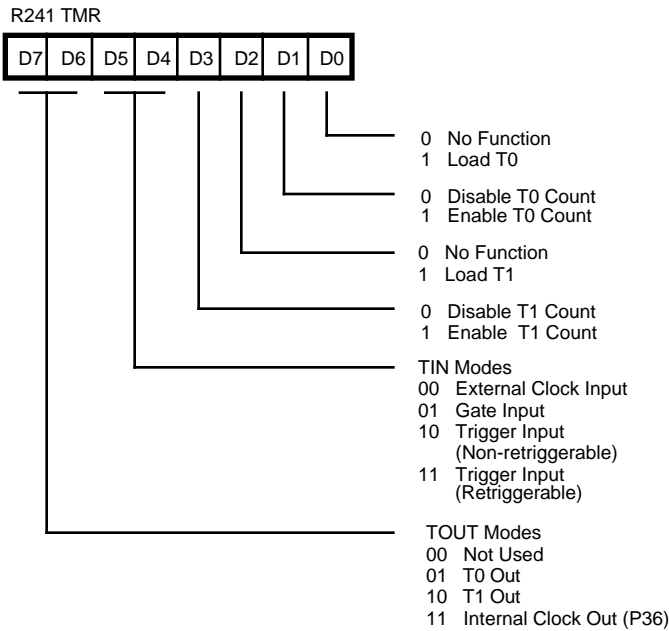 R241 TMR
D7 D6 D5 D4 D3 D2 D1 D0
0 No Function
1 Load T0
0 Disable T0 Count
1 Enable T0 Count
0 No Function
1 Load T1
0 Disable T1 Count
1 Enable T1 Count
TIN Modes
00 External Clock Input
01 Gate Input
10 Trigger Input
(Non-retriggerable)
11 Trigger Input
(Retriggerable)
TOUT Modes
00 Not Used
01 T0 Out
10 T1 Out
11 Internal Clock Out (P36)